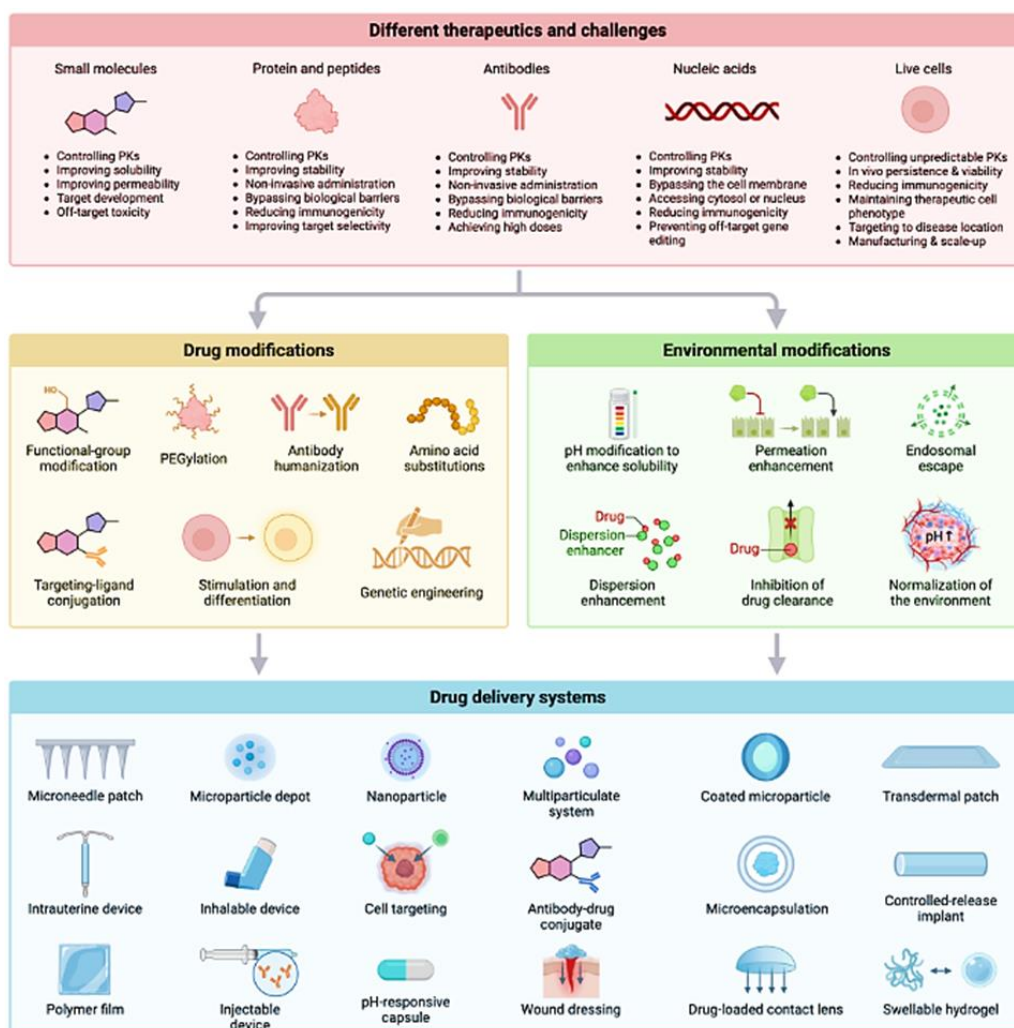 Different therapeutics and challenges
Small molecules
• Controlling PKs
• Improving solubility
• Improving permeability
• Target development
• Off-target toxicity
Protein and peptides
• Controlling PKs
• Improving stability
• Non-invasive administration
• Bypassing biological barriers
• Reducing immunogenicity
• Improving target selectivity
Antibodies
• Controlling PKs
• Improving stability
• Non-invasive administration
• Bypassing biological barriers
• Reducing immunogenicity
• Achieving high doses
Nucleic acids
• Controlling PKs
• Improving stability
• Bypassing the cell membrane
• Accessing cytosol or nucleus
• Reducing immunogenicity
• Preventing off-target gene
editing
Live cells
• Controlling unpredictable PKs
• In vivo persistence & viability
• Reducing immunogenicity
• Maintaining therapeutic cell
phenotype
• Targeting to disease location
• Manufacturing & scale-up
Drug modifications
HO
Functional-group
modification
PEGylation
Antibody
humanization
Amino acid
substitutions
Targeting-ligand
conjugation
Stimulation and
differentiation
Genetic engineering
Environmental modifications
pH modification to
enhance solubility
Permeation
enhancement
Endosomal
escape
Drug
Dispersion
enhancer
Dispersion
enhancement
Drug
Inhibition of
drug clearance
pH↑
Normalization of
the environment
Drug delivery systems
Microneedle patch
Microparticle depot
Nanoparticle
Multiparticulate
system
Coated microparticle
Transdermal patch
Intrauterine device
Inhalable device
Cell targeting
Antibody-drug
conjugate
Microencapsulation
Controlled-release
implant
Polymer film
Injectable
device
pH-responsive
capsule
Wound dressing
Drug-loaded contact lens
Swellable hydrogel